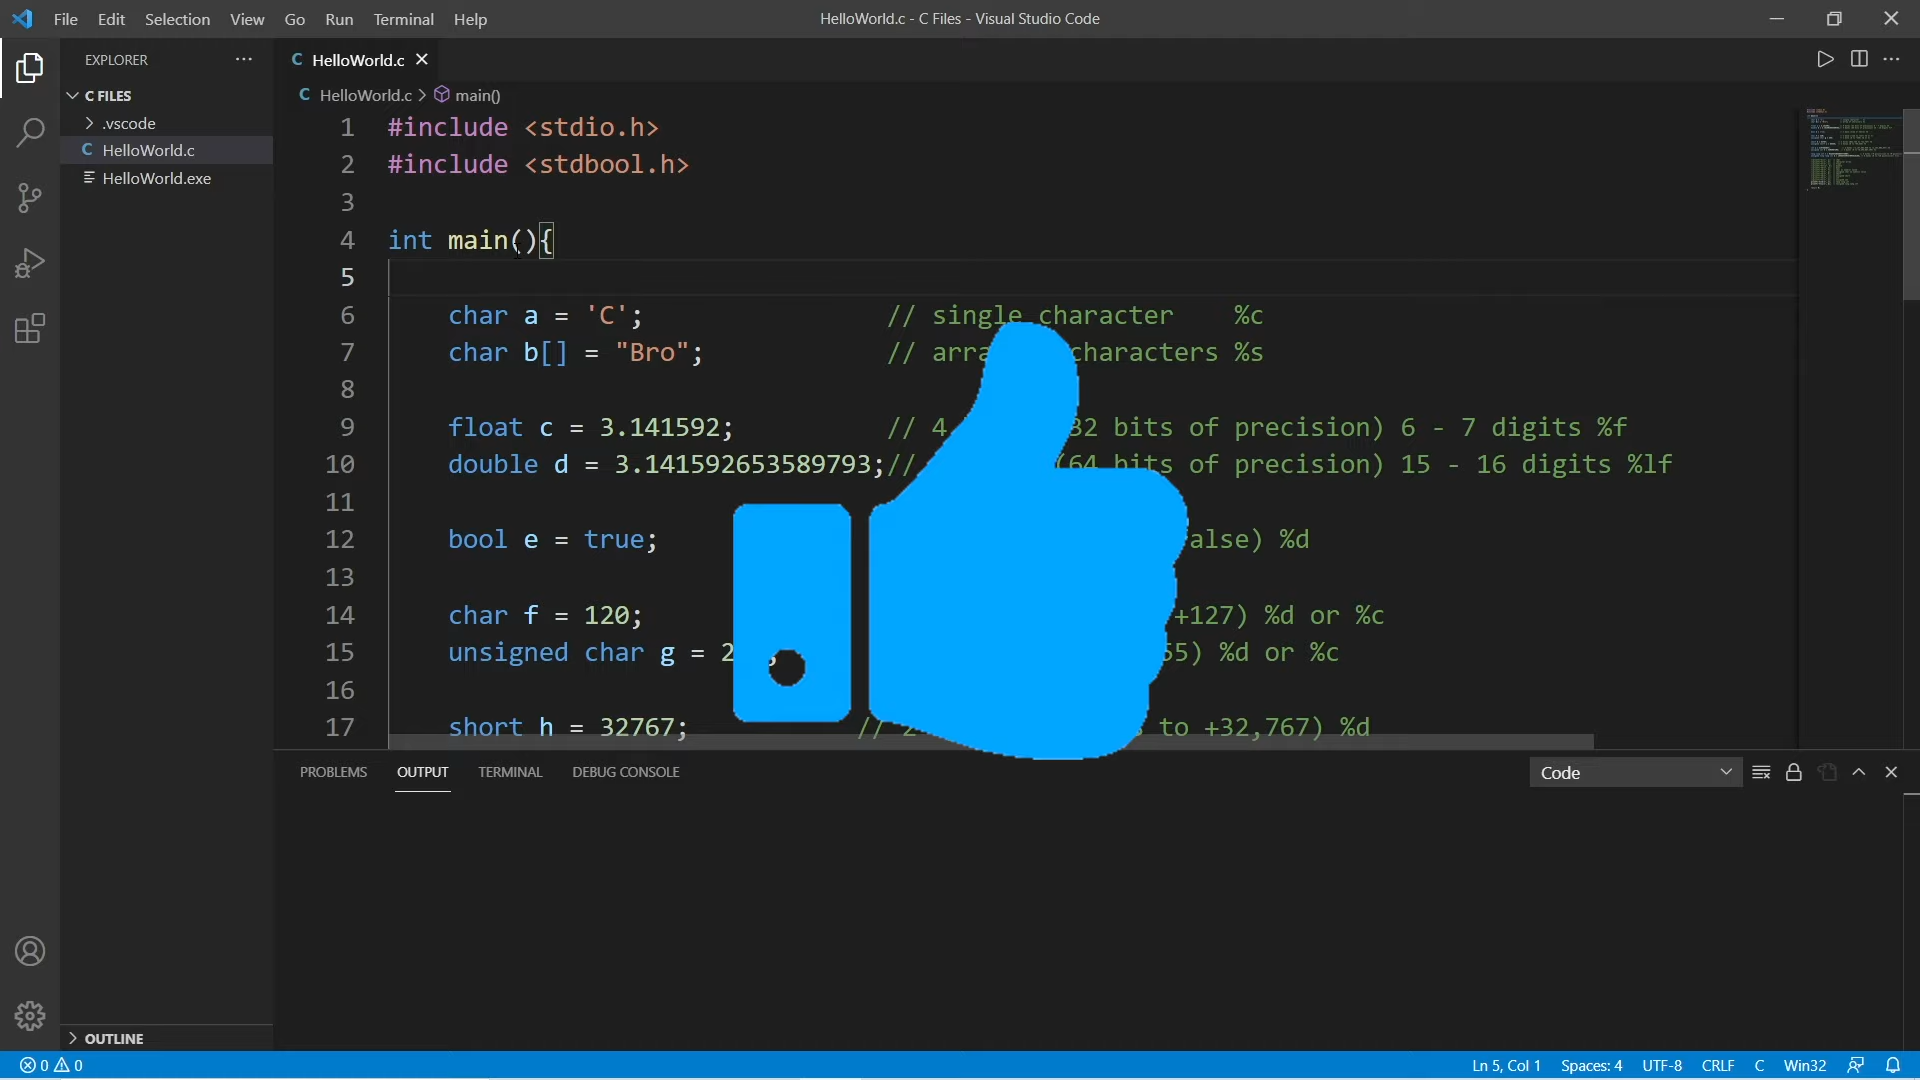 File Edit Selection View Go Run Terminal Help
HelloWorld.c - C Files - Visual Studio Code
EXPLORER
C FILES
.vscode
C HelloWorld.c
HelloWorld.exe
OUTLINE
C HelloWorld.c
C HelloWorld.c > main()
1 #include <stdio.h>
2 #include <stdbool.h>
3
4 int main(){
5
6 char a = 'C'; // single character %c
7 char b[] = "Bro"; // characters %s
8
9 float c = 3.141592; // 4 32 bits of precision) 6 - 7 digits %f
10 double d = 3.141592653589793;// (64 bits of precision) 15 - 16 digits %lf
11
12 bool e = true; alse) %d
13
14 char f = 120; +127) %d or %c
15 unsigned char g = 2 ; 55) %d or %c
16
17 short h = 32767; // 2 to +32,767) %d
PROBLEMS OUTPUT TERMINAL DEBUG CONSOLE
Code
0 0
Ln 5, Col 1 Spaces: 4 UTF-8 CRLF C Win32